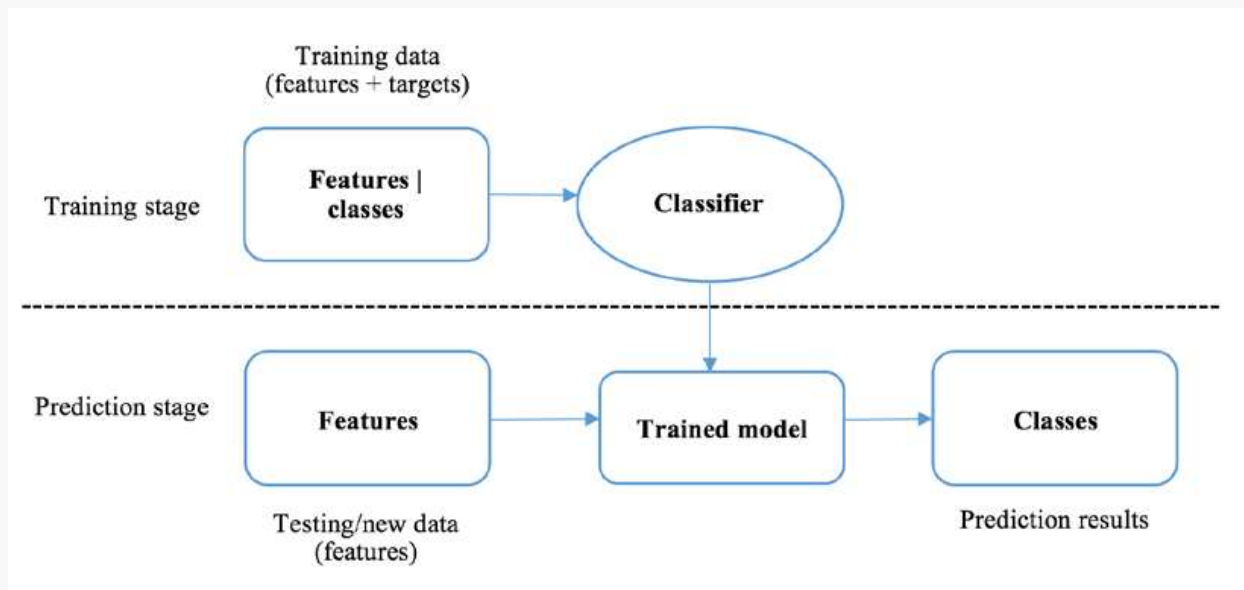 Training data
(features + targets)
Features |
classes
Classifier
Training stage
Prediction stage
Features
Trained model
Classes
Testing/new data
(features)
Prediction results